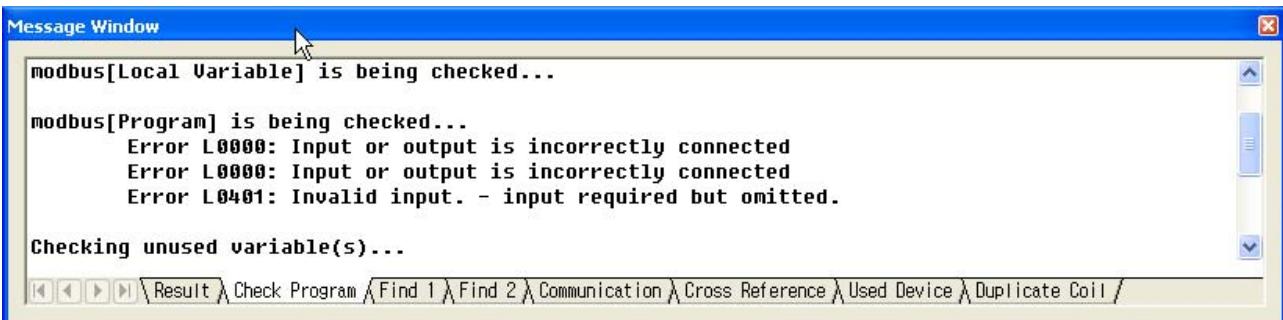 Message Window
modbus[Local Variable] is being checked...
modbus[Program] is being checked...
Error L0000: Input or output is incorrectly connected
Error L0000: Input or output is incorrectly connected
Error L0401: Invalid input. - input required but omitted.
Checking unused variable(s)...
Result Check Program Find 1 Find 2 Communication Cross Reference Used Device Duplicate Coil